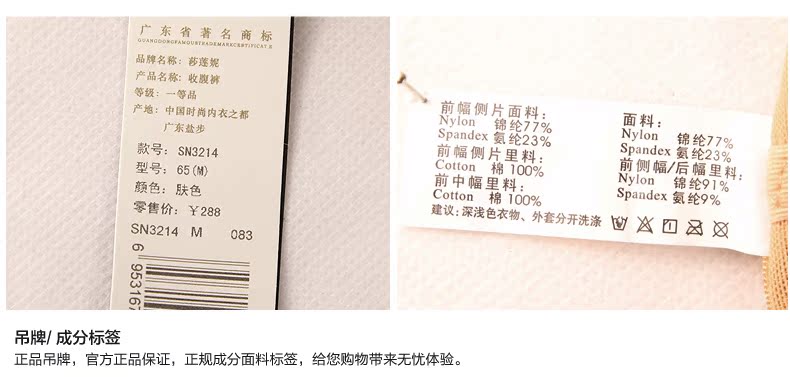 广东省著名商标
GUANGDONGFAMOUSTRADEMARKCERTIFICATE
品牌名称：莎莲妮
产品名称：收腹裤
等级：一等品
产地：中国时尚内衣之都
广东盐步
款号：SN3214
型号：65(M)
颜色：肤色
零售价：￥288
SN3214 M 083
6 95316
前幅侧片面料：
Nylon 锦纶77%
Spandex 氨纶23%
前幅侧片里料：
Cotton 棉 100%
前中幅里料：
Cotton 棉 100%
面料：
Nylon 锦纶77%
Spandex 氨纶23%
前侧幅/后幅里料：
Nylon 锦纶91%
Spandex 氨纶9%
建议：深浅色衣物、外套分开洗涤
吊牌/ 成分标签
正品吊牌，官方正品保证，正规成分面料标签，给您购物带来无忧体验。